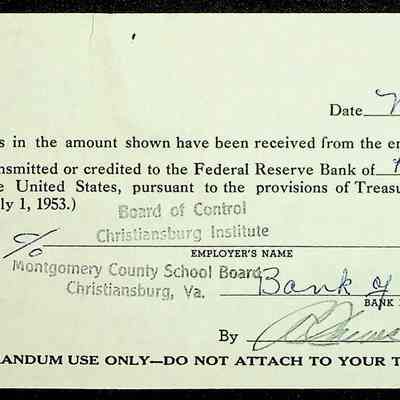 Date
s in the amount shown have been received from the en
nsmitted or credited to the Federal Reserve Bank of
e United States, pursuant to the provisions of Treasu
ly 1, 1953.)
Board of Control
% Christiansburg Institute
EMPLOYER'S NAME
Montgomery County School Board
Bank of
Christiansburg, Va.
BANK
By
RANDUM USE ONLY—DO NOT ATTACH TO YOUR T